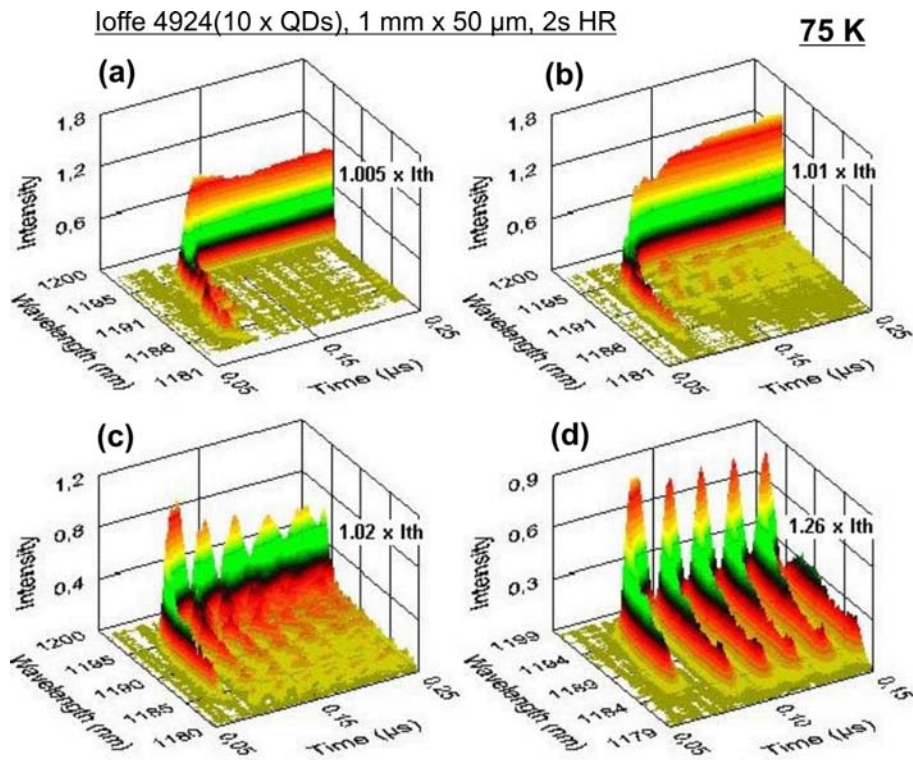 Ioffe 4924(10 x QDs), 1 mm x 50 µm, 2s HR
75 K
(a)
1,8
1,2
0,6
Intensity
1.005 x Ith
1200
1195
1191
1186
1181
Wavelength (nm)
0,05
0,15
0,25
Time (µs)
(b)
1,8
1,2
0,6
Intensity
1.01 x Ith
1200
1195
1191
1186
1181
Wavelength (nm)
0,05
0,15
0,25
Time (µs)
(c)
1,2
0,8
0,4
Intensity
1.02 x Ith
1200
1195
1190
1185
1180
Wavelength (nm)
0,05
0,15
0,25
Time (µs)
(d)
0,9
0,6
0,3
Intensity
1.26 x Ith
1199
1194
1189
1184
1179
Wavelength (nm)
0,05
0,10
0,15
Time (µs)